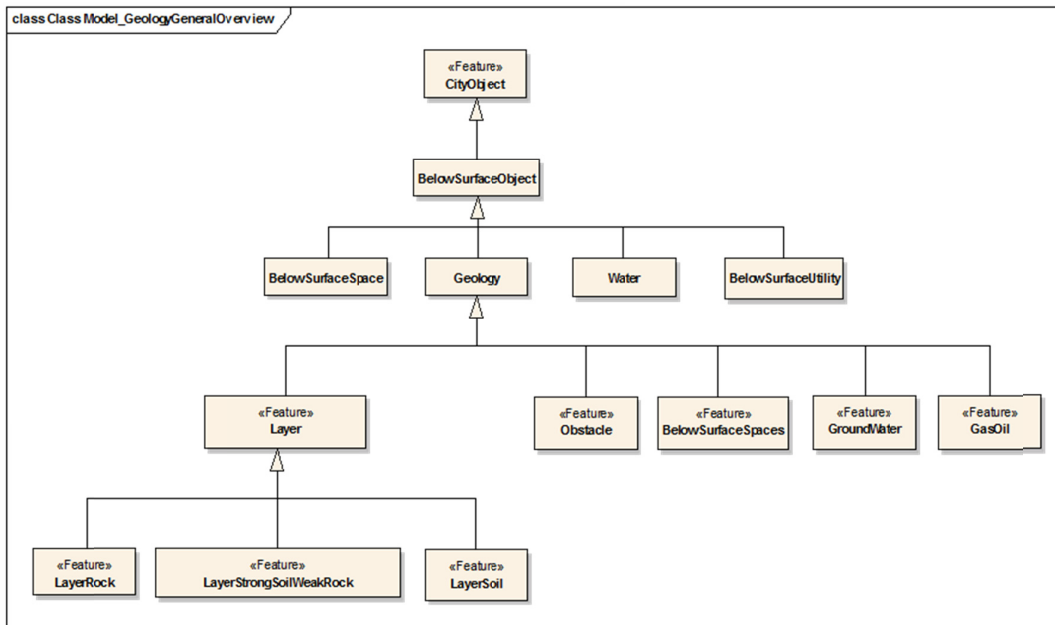 class Class Model_GeologyGeneralOverview
«Feature»
CityObject
BelowSurfaceObject
BelowSurfaceSpace
Geology
Water
BelowSurfaceUtility
«Feature»
Layer
«Feature»
Obstacle
«Feature»
BelowSurfaceSpaces
«Feature»
GroundWater
«Feature»
GasOil
«Feature»
LayerRock
«Feature»
LayerStrongSoilWeakRock
«Feature»
LayerSoil